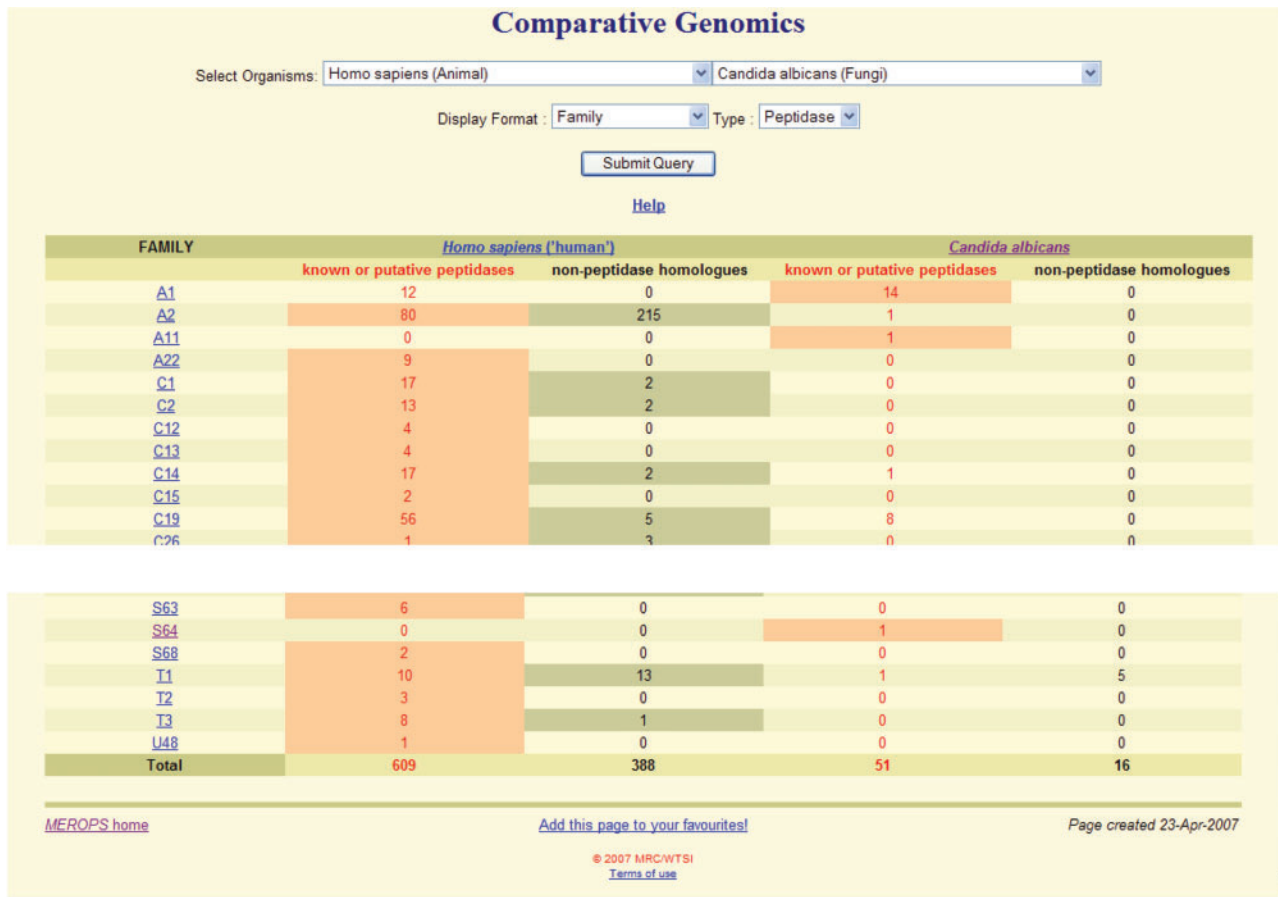 Comparative Genomics
Select Organisms: Homo sapiens (Animal) Candida albicans (Fungi)
Display Format : Family Type : Peptidase
Submit Query
Help
FAMILY Homo sapiens ('human') Candida albicans
known or putative peptidases non-peptidase homologues known or putative peptidases non-peptidase homologues
A1 12 0 14 0
A2 80 215 1 0
A11 0 0 1 0
A22 9 0 0 0
C1 17 2 0 0
C2 13 2 0 0
C12 4 0 0 0
C13 4 0 0 0
C14 17 2 1 0
C15 2 0 0 0
C19 56 5 8 0
C26 1 3 0 0
S63 6 0 0 0
S64 0 0 1 0
S68 2 0 0 0
T1 10 13 1 5
T2 3 0 0 0
T3 8 1 0 0
U48 1 0 0 0
Total 609 388 51 16
MEROPS home Add this page to your favourites! Page created 23-Apr-2007
© 2007 MRC/WTSI
Terms of use